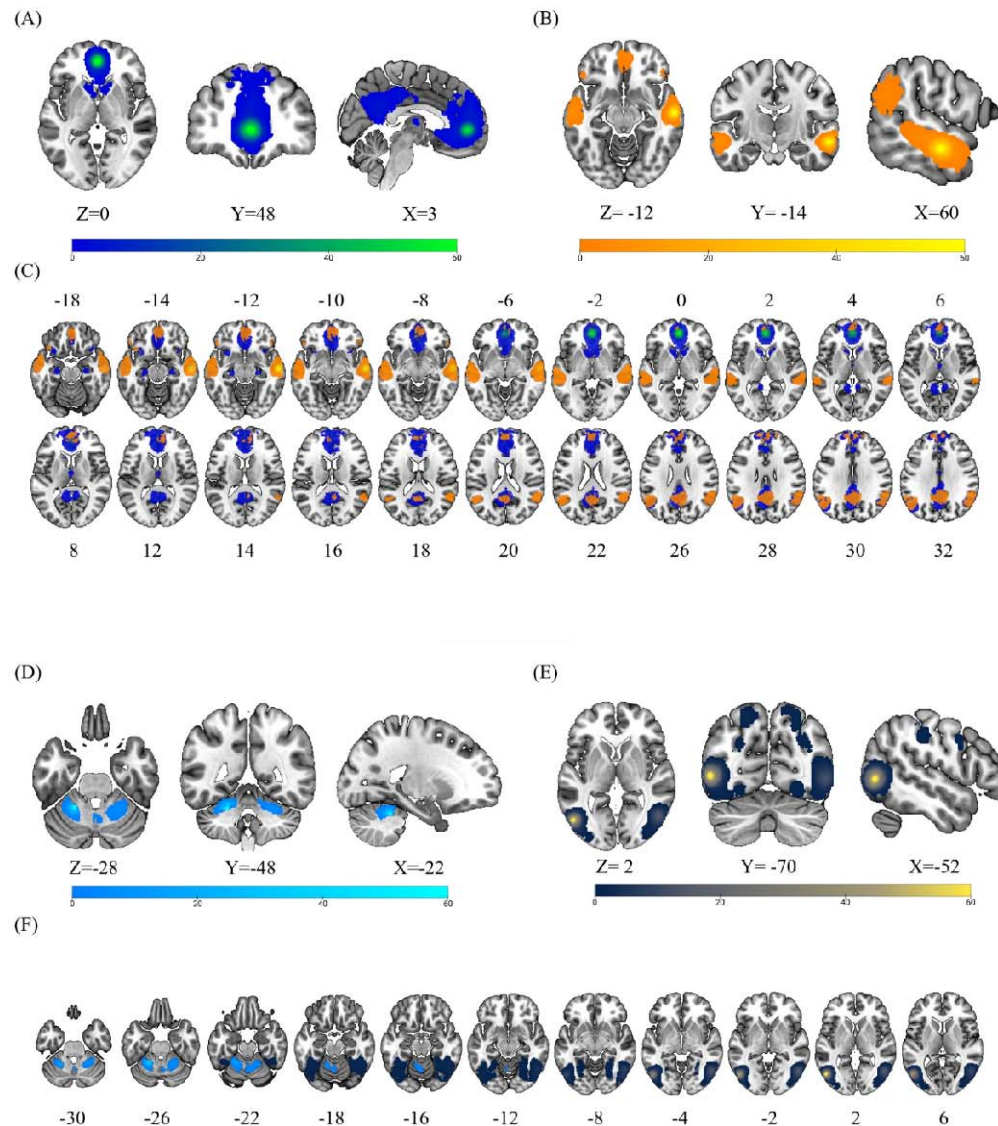 (A) (B)
Z=0 Y=48 X=3 Z= -12 Y= -14 X=60
0 20 40 60 0 20 40 60
(C)
-18 -14 -12 -10 -8 -6 -2 0 2 4 6
8 12 14 16 18 20 22 26 28 30 32
(D) (E)
Z=-28 Y=-48 X=-22 Z= 2 Y= -70 X=-52
0 20 40 60 0 20 40 60
(F)
-30 -26 -22 -18 -16 -12 -8 -4 -2 2 6